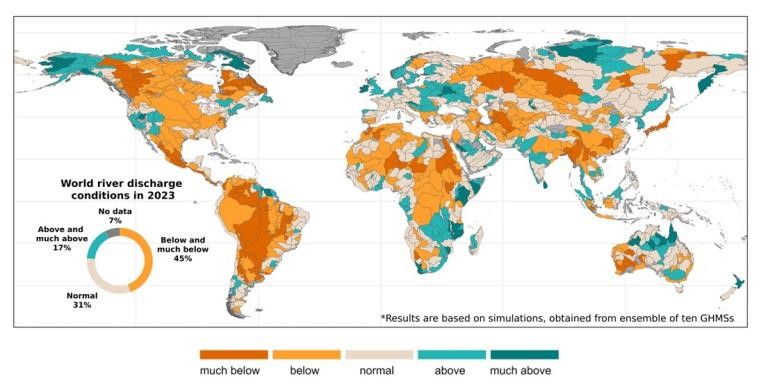 World river discharge
conditions in 2023
No data
7%
Above and
much above
17%
Below and
much below
45%
Normal
31%
*Results are based on simulations, obtained from ensemble of ten GHMSs
much below
below
normal
above
much above